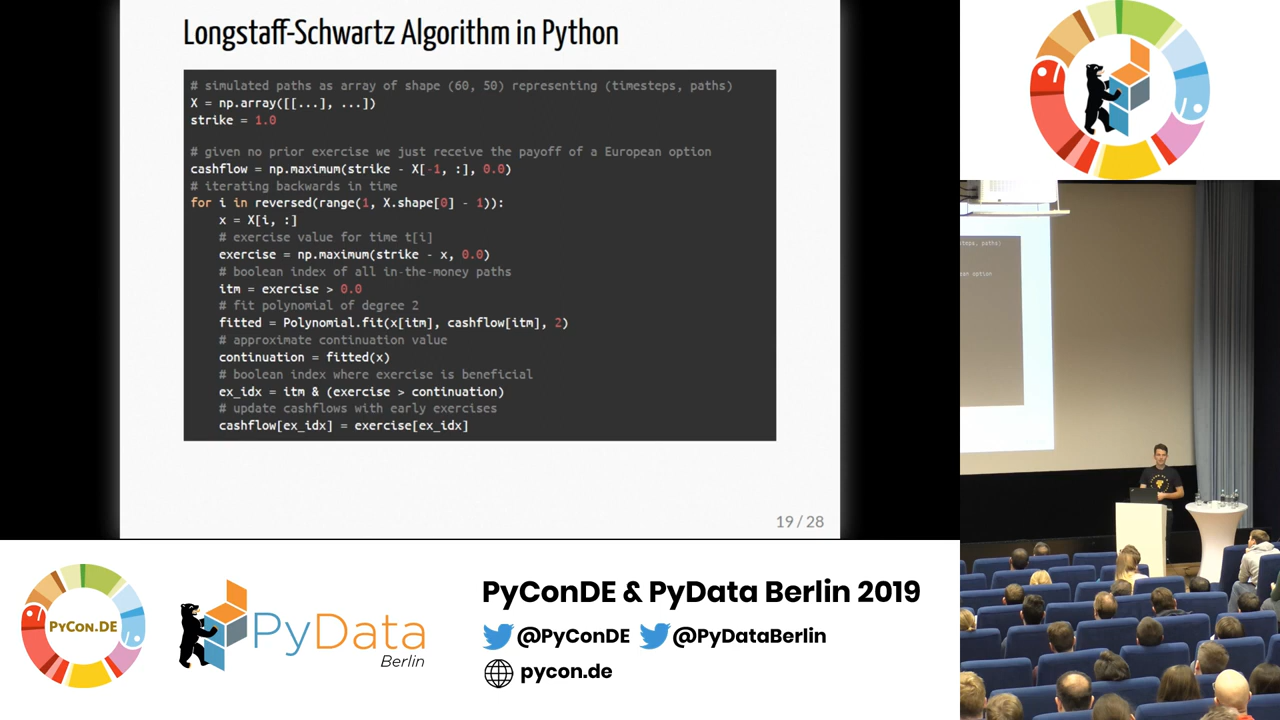 Longstaff-Schwartz Algorithm in Python
# simulated paths as array of shape (60, 50) representing (timesteps, paths)
X = np.array([[...], ...])
strike = 1.0
# given no prior exercise we just receive the payoff of a European option
cashflow = np.maximum(strike - X[-1, :], 0.0)
# iterating backwards in time
for i in reversed(range(1, X.shape[0] - 1)):
x = X[i, :]
# exercise value for time t[i]
exercise = np.maximum(strike - x, 0.0)
# boolean index of all in-the-money paths
itm = exercise > 0.0
# fit polynomial of degree 2
fitted = Polynomial.fit(x[itm], cashflow[itm], 2)
# approximate continuation value
continuation = fitted(x)
# boolean index where exercise is beneficial
ex_idx = itm & (exercise > continuation)
# update cashflows with early exercises
cashflow[ex_idx] = exercise[ex_idx]
19 / 28
steps, paths)
ean option
PyCon.DE
PyData
Berlin
PyConDE & PyData Berlin 2019
@PyConDE @PyDataBerlin
pycon.de